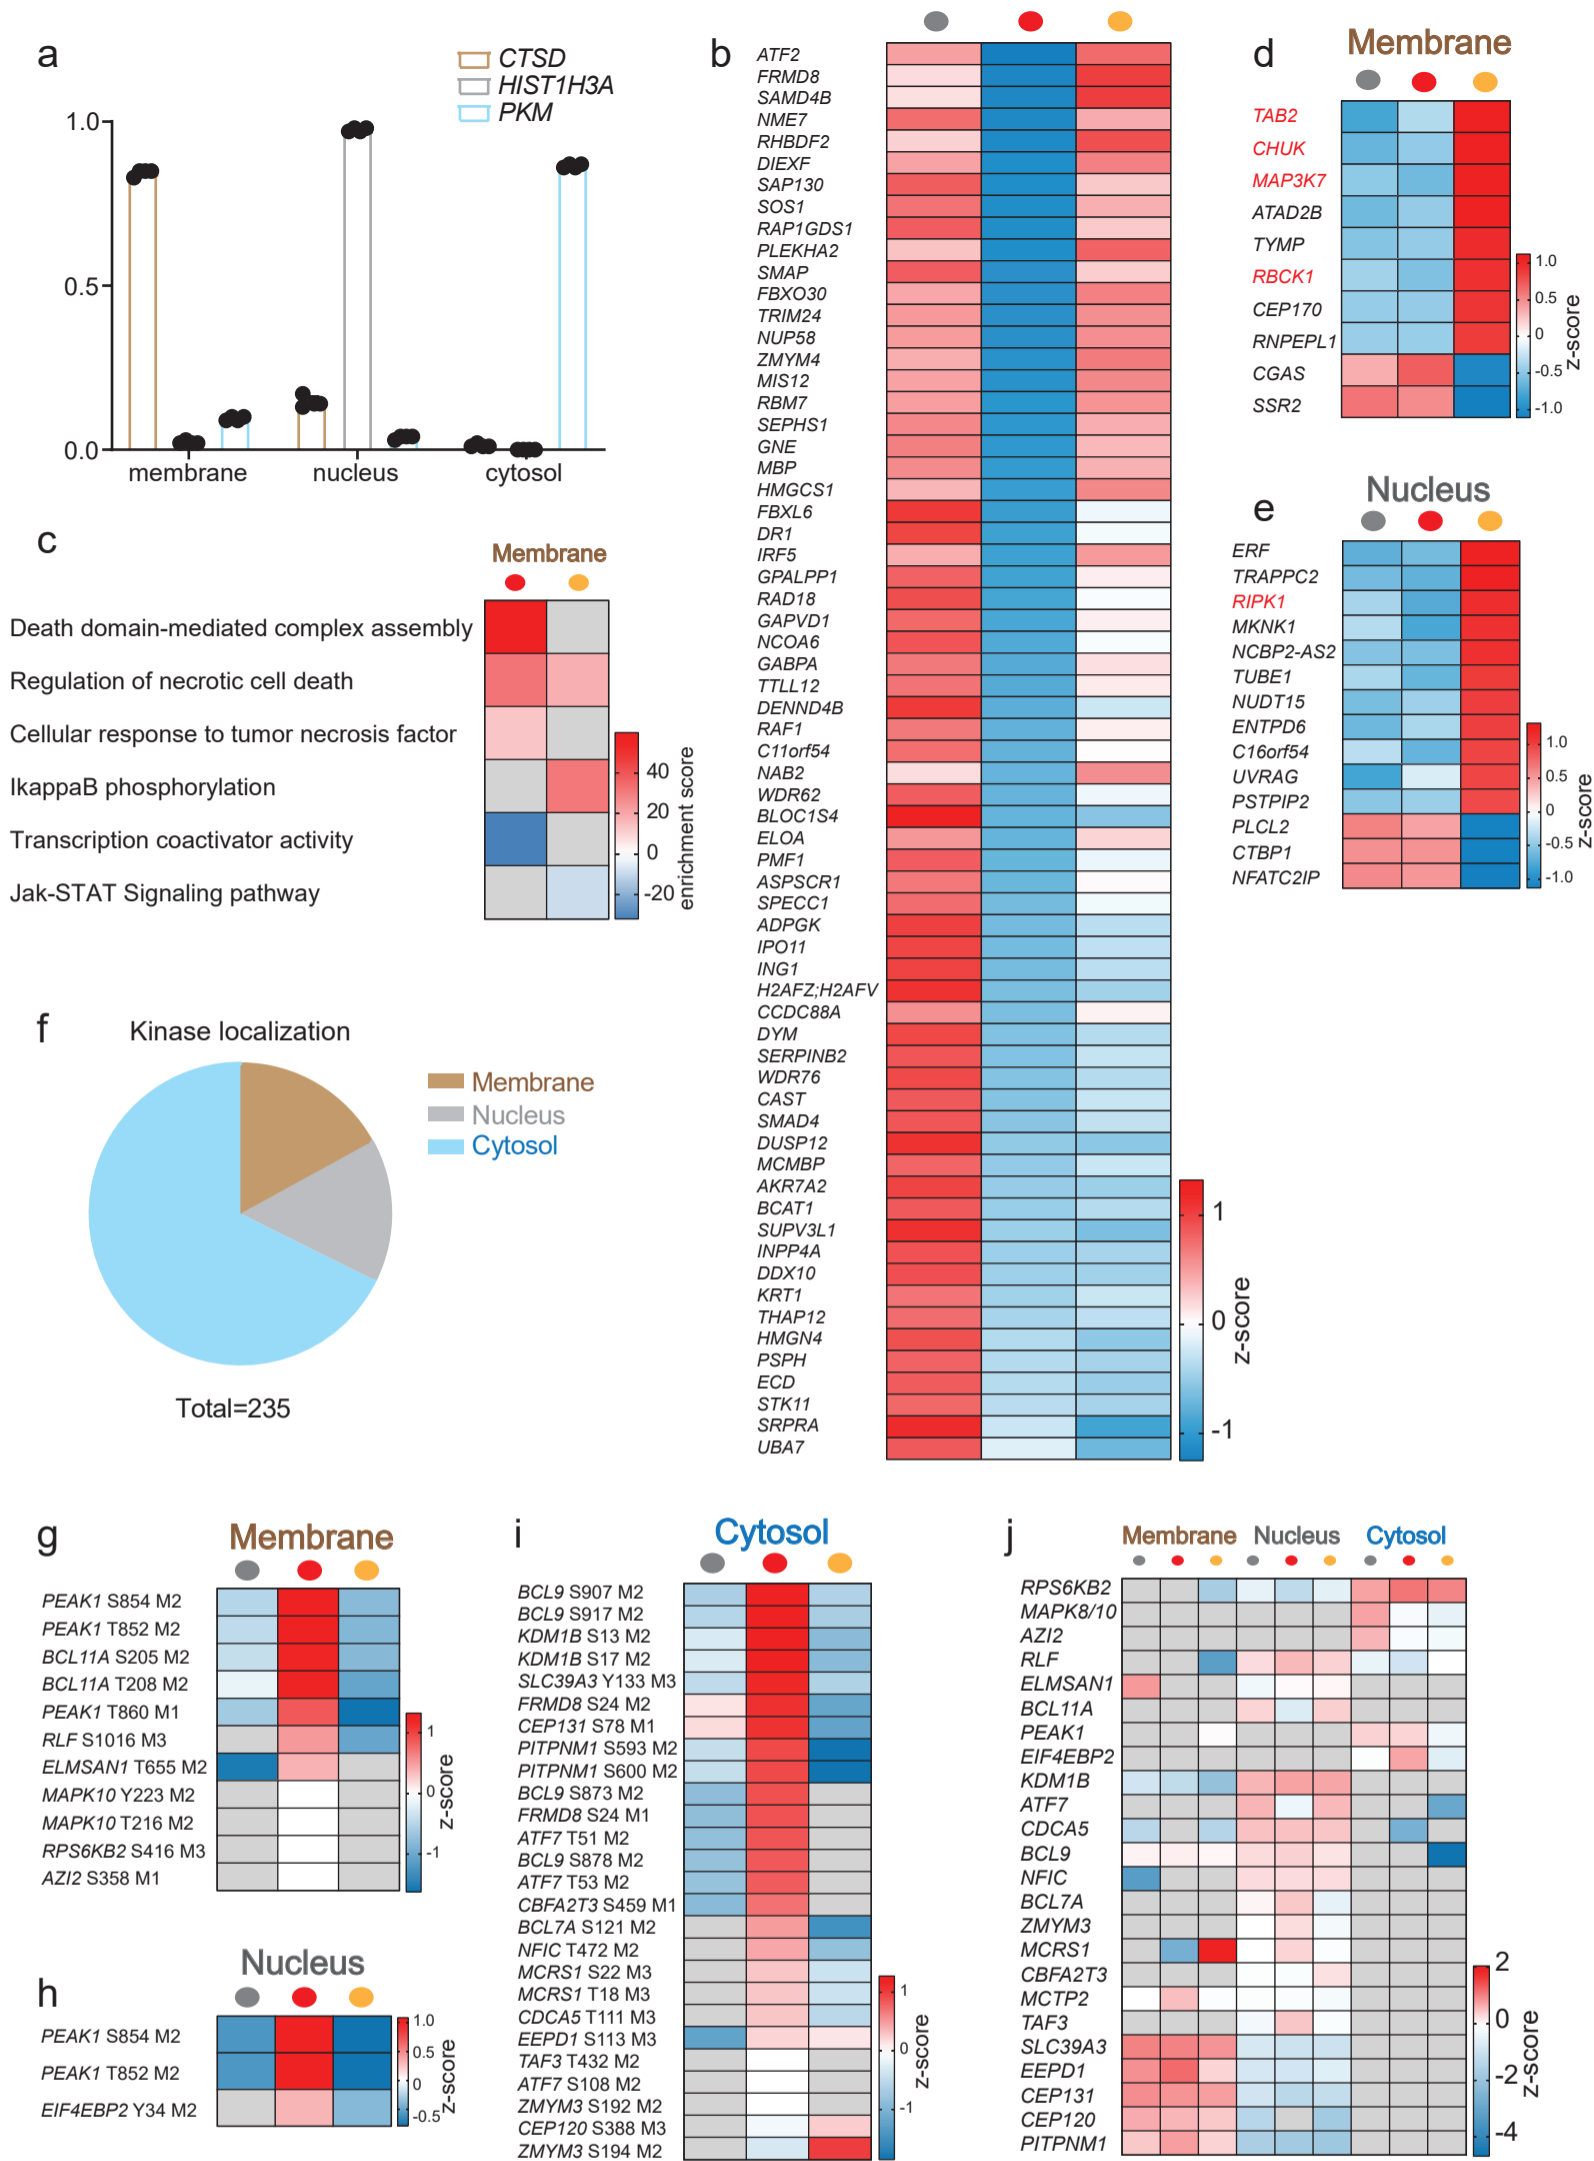 a
CTSD
HIST1H3A
PKM
1.0
0.5
0.0
membrane
nucleus
cytosol
b
ATF2
FRMD8
SAMD4B
NME7
RHBDF2
DIEXF
SAP130
SOS1
RAP1GDS1
PLEKHA2
SMAP
FBXO30
TRIM24
NUP58
ZMYM4
MIS12
RBM7
SEPHS1
GNE
MBP
HMGCS1
FBXL6
DR1
IRF5
GPALPP1
RAD18
GAPVD1
NCOA6
GABPA
TTLL12
DENND4B
RAF1
C11orf54
NAB2
WDR62
BLOC1S4
ELOA
PMF1
ASPSCR1
SPECC1
ADPGK
IPO11
ING1
H2AFZ;H2AFV
CCDC88A
DYM
SERPINB2
WDR76
CAST
SMAD4
DUSP12
MCMBP
AKR7A2
BCAT1
SUPV3L1
INPP4A
DDX10
KRT1
THAP12
HMGN4
PSPH
ECD
STK11
SRPRA
UBA7
1
0
-1
z-score
c
Membrane
Death domain-mediated complex assembly
Regulation of necrotic cell death
Cellular response to tumor necrosis factor
IkappaB phosphorylation
Transcription coactivator activity
Jak-STAT Signaling pathway
40
20
0
-20
enrichment score
d
Membrane
TAB2
CHUK
MAP3K7
ATAD2B
TYMP
RBCK1
CEP170
RNPEPL1
CGAS
SSR2
1.0
0.5
0
-0.5
-1.0
z-score
e
Nucleus
ERF
TRAPPC2
RIPK1
MKNK1
NCBP2-AS2
TUBE1
NUDT15
ENTPD6
C16orf54
UVRAG
PSTPIP2
PLCL2
CTBP1
NFATC2IP
1.0
0.5
0
-0.5
-1.0
z-score
f
Kinase localization
Membrane
Nucleus
Cytosol
Total=235
g
Membrane
PEAK1 S854 M2
PEAK1 T852 M2
BCL11A S205 M2
BCL11A T208 M2
PEAK1 T860 M1
RLF S1016 M3
ELMSAN1 T655 M2
MAPK10 Y223 M2
MAPK10 T216 M2
RPS6KB2 S416 M3
AZI2 S358 M1
1
0
-1
z-score
h
Nucleus
PEAK1 S854 M2
PEAK1 T852 M2
EIF4EBP2 Y34 M2
1.0
0.5
0
-0.5
z-score
i
Cytosol
BCL9 S907 M2
BCL9 S917 M2
KDM1B S13 M2
KDM1B S17 M2
SLC39A3 Y133 M3
FRMD8 S24 M2
CEP131 S78 M1
PITPNM1 S593 M2
PITPNM1 S600 M2
BCL9 S873 M2
FRMD8 S24 M1
ATF7 T51 M2
BCL9 S878 M2
ATF7 T53 M2
CBFA2T3 S459 M1
BCL7A S121 M2
NFIC T472 M2
MCRS1 S22 M3
MCRS1 T18 M3
CDCA5 T111 M3
EEPD1 S113 M3
TAF3 T432 M2
ATF7 S108 M2
ZMYM3 S192 M2
CEP120 S388 M3
ZMYM3 S194 M2
1
0
-1
z-score
j
Membrane Nucleus Cytosol
RPS6KB2
MAPK8/10
AZI2
RLF
ELMSAN1
BCL11A
PEAK1
EIF4EBP2
KDM1B
ATF7
CDCA5
BCL9
NFIC
BCL7A
ZMYM3
MCRS1
CBFA2T3
MCTP2
TAF3
SLC39A3
EEPD1
CEP131
CEP120
PITPNM1
2
0
-2
-4
z-score